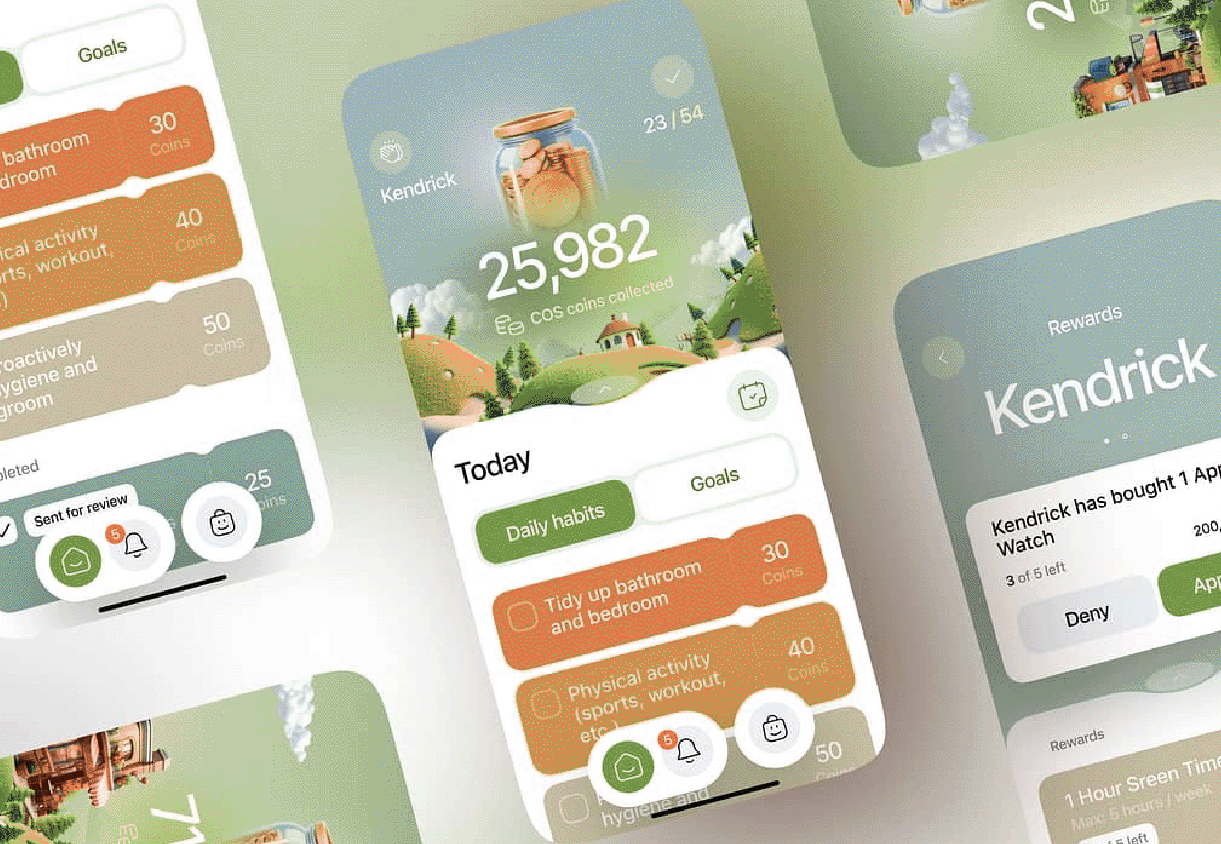 Goals
bathroom
droom
30
Coins
ical activity
rts, workout,
)
40
Coins
roactively
ygiene and
groom
50
Coins
pleted
25
oins
Sent for review
5
Kendrick
23 / 54
25,982
COS coins collected
Today
Daily habits
Goals
Tidy up bathroom
and bedroom
30
Coins
Physical activity
(sports, workout,
etc.)
40
Coins
hygiene and
50
Coins
5
2
Rewards
Kendrick
Kendrick has bought 1 App
Watch
200,
3 of 5 left
Deny
App
Rewards
1 Hour Sreen Time
Max: 5 hours / week
of 5 left